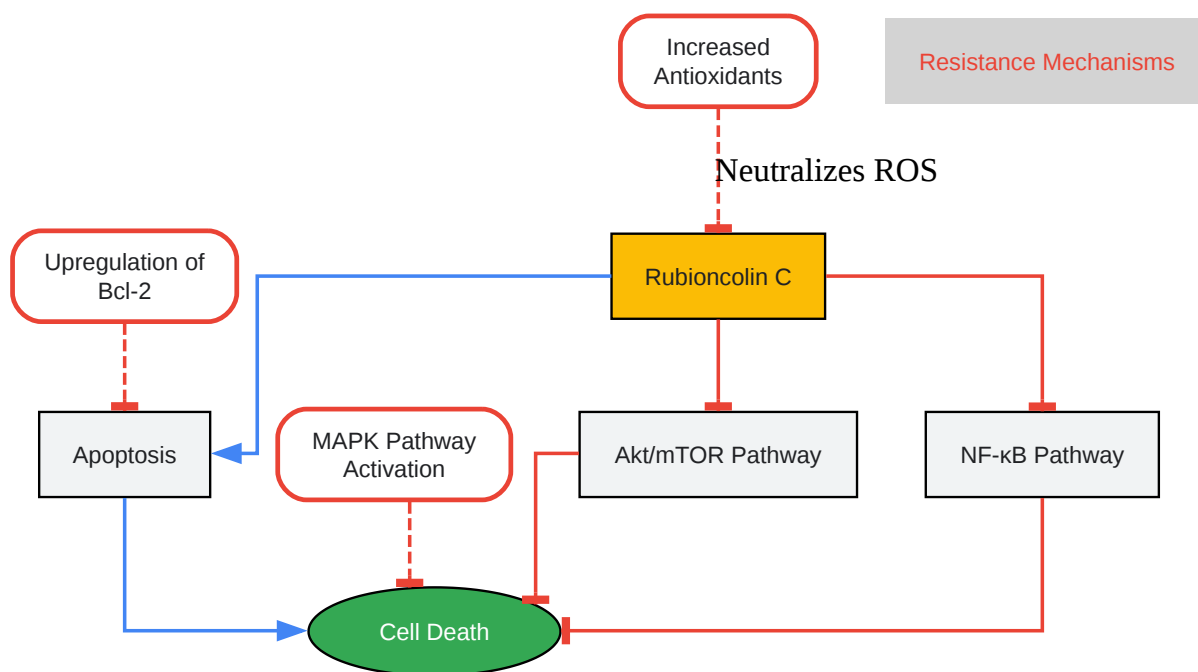 Increased
Antioxidants
Resistance Mechanisms
Neutralizes ROS
Upregulation of
Bcl-2
Rubioncolin C
Apoptosis
MAPK Pathway
Activation
Akt/mTOR Pathway
NF-κB Pathway
Cell Death